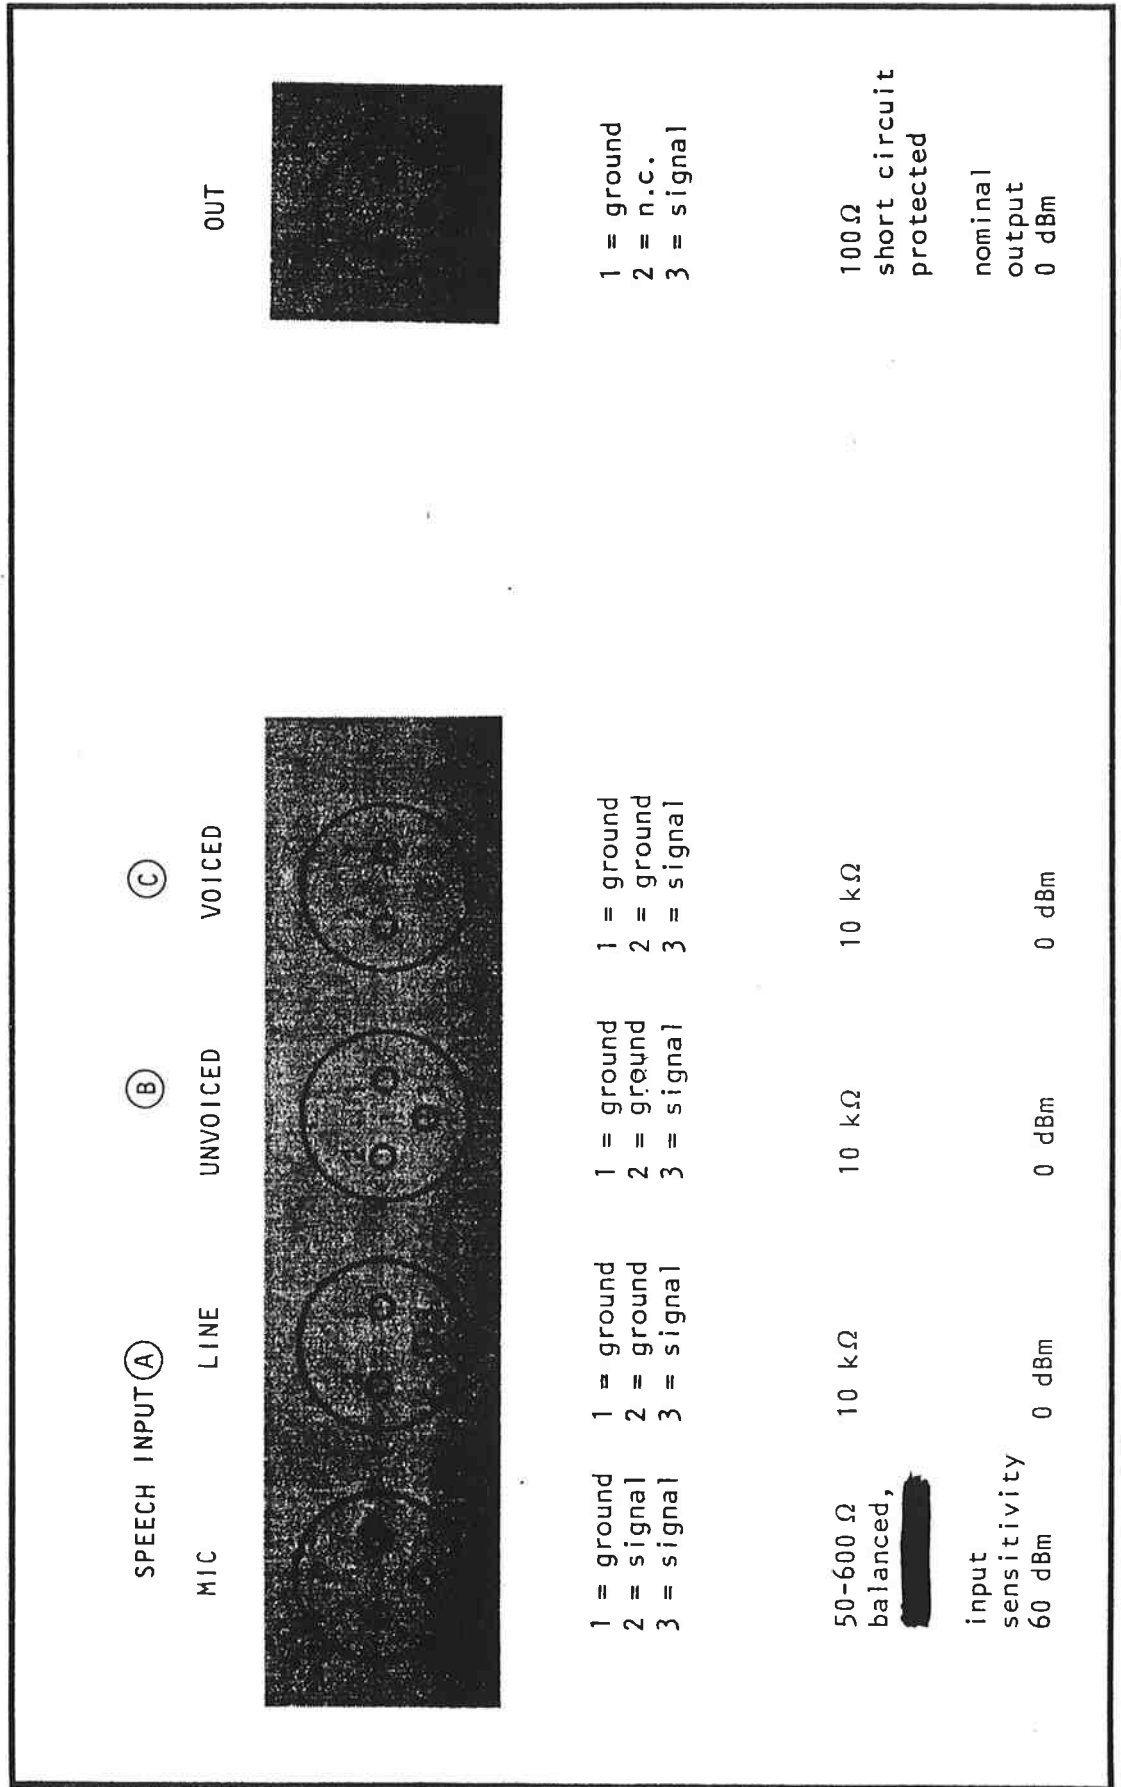 SPEECH INPUT A
B
C
MIC
LINE
UNVOICED
VOICED
OUT
1 = ground
2 = signal
3 = signal
1 = ground
2 = ground
3 = signal
1 = ground
2 = ground
3 = signal
1 = ground
2 = ground
3 = signal
1 = ground
2 = n.c.
3 = signal
50-600 Ω
balanced,
10 kΩ
10 kΩ
10 kΩ
100Ω
short circuit
protected
input
sensitivity
60 dBm
0 dBm
0 dBm
0 dBm
nominal
output
0 dBm